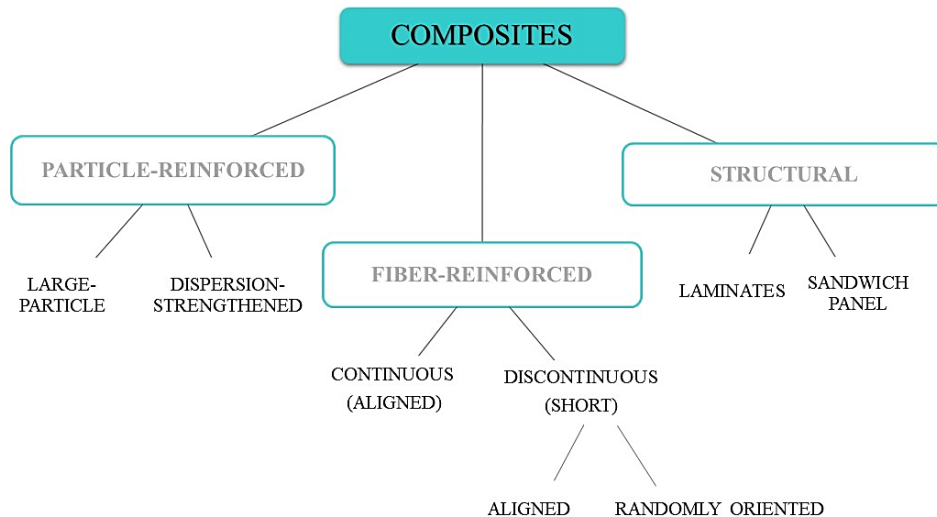 COMPOSITES
PARTICLE-REINFORCED
STRUCTURAL
FIBER-REINFORCED
LARGE-
PARTICLE
DISPERSION-
STRENGTHENED
LAMINATES
SANDWICH
PANEL
CONTINUOUS
(ALIGNED)
DISCONTINUOUS
(SHORT)
ALIGNED
RANDOMLY ORIENTED